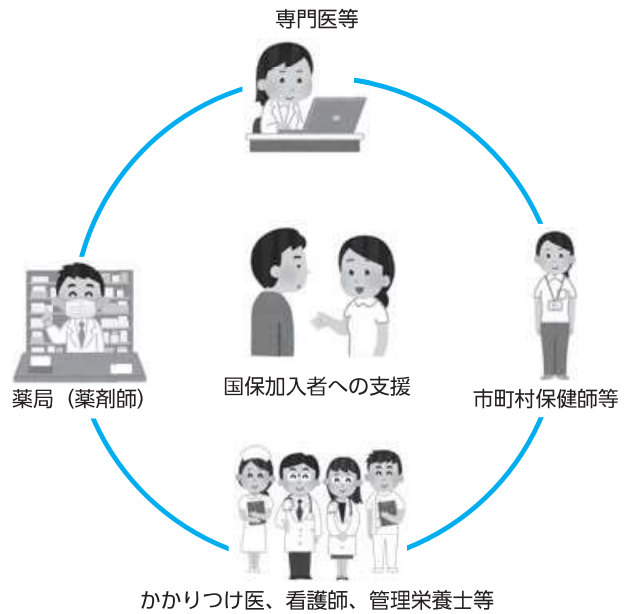 専門医等
国保加入者への支援
薬局（薬剤師）
市町村保健師等
かかりつけ医、看護師、管理栄養士等